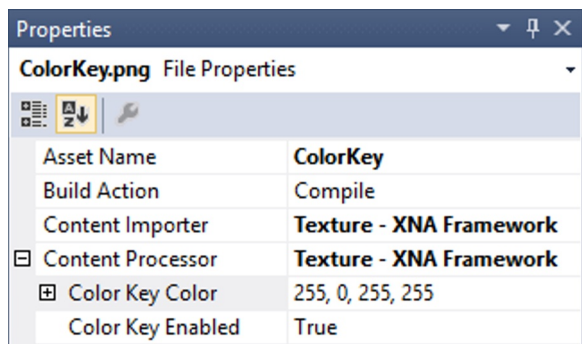 Properties
ColorKey.png File Properties
Asset Name ColorKey
Build Action Compile
Content Importer Texture - XNA Framework
Content Processor Texture - XNA Framework
Color Key Color 255, 0, 255, 255
Color Key Enabled True